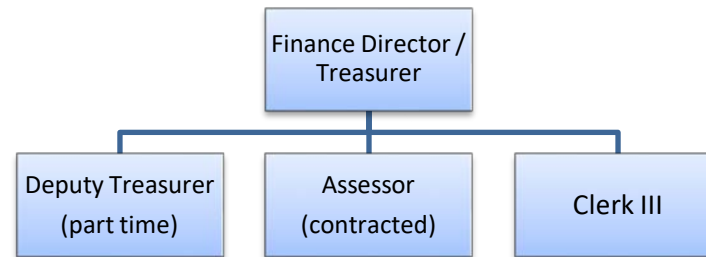 Finance Director /
Treasurer
Deputy Treasurer
(part time)
Assessor
(contracted)
Clerk III